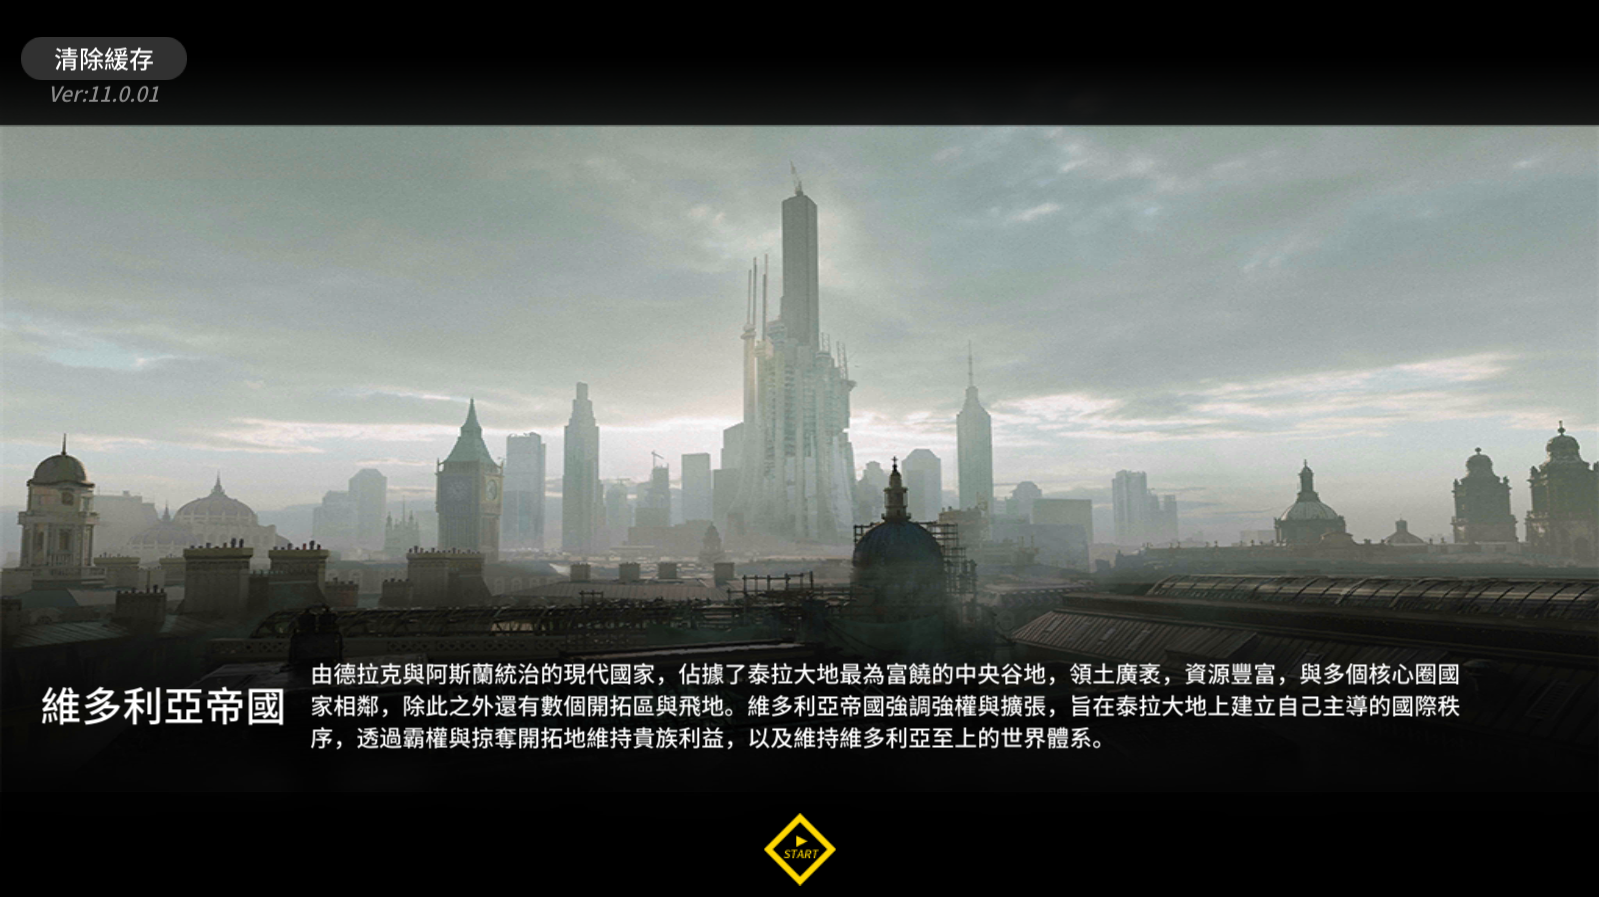 清除緩存
Ver:11.0.01
維多利亞帝國
由德拉克與阿斯蘭統治的現代國家，佔據了泰拉大地最為富饒的中央谷地，領土廣袤，資源豐富，與多個核心圈國
家相鄰，除此之外還有數個開拓區與飛地。維多利亞帝國強調強權與擴張，旨在泰拉大地上建立自己主導的國際秩
序，透過霸權與掠奪開拓地維持貴族利益，以及維持維多利亞至上的世界體系。
START